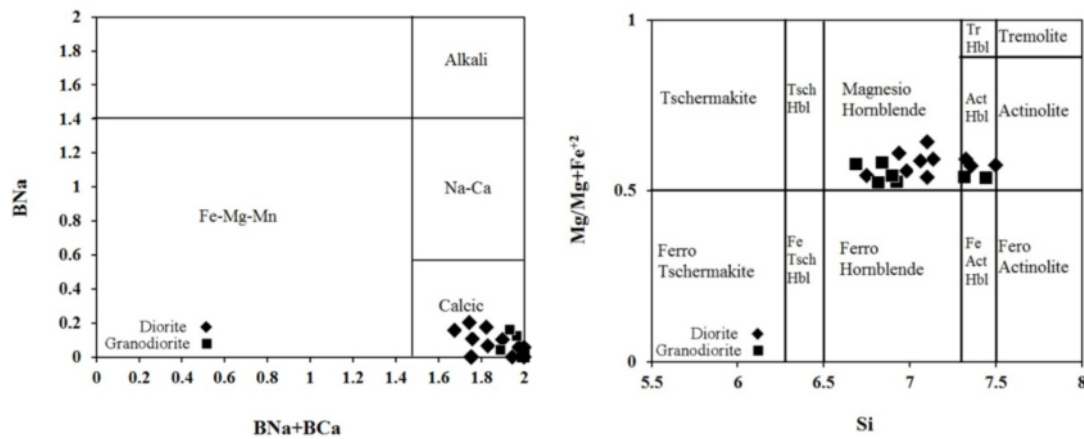 2
1.8
1.6
1.4
1.2
1
0.8
0.6
0.4
0.2
0
BNa
Alkali
Na-Ca
Fe-Mg-Mn
Calcic
Diorite
Granodiorite
0 0.2 0.4 0.6 0.8 1 1.2 1.4 1.6 1.8 2
BNa+BCa
1
0.5
0
Mg/Mg+Fe+2
Tschermakite
Tsch
Hbl
Magnesio
Hornblende
Tr
Hbl
Tremolite
Act
Hbl
Actinolite
Ferro
Tschermakite
Fe
Tsch
Hbl
Ferro
Hornblende
Fe
Act
Hbl
Fero
Actinolite
Diorite
Granodiorite
5.5 6 6.5 7 7.5 8
Si